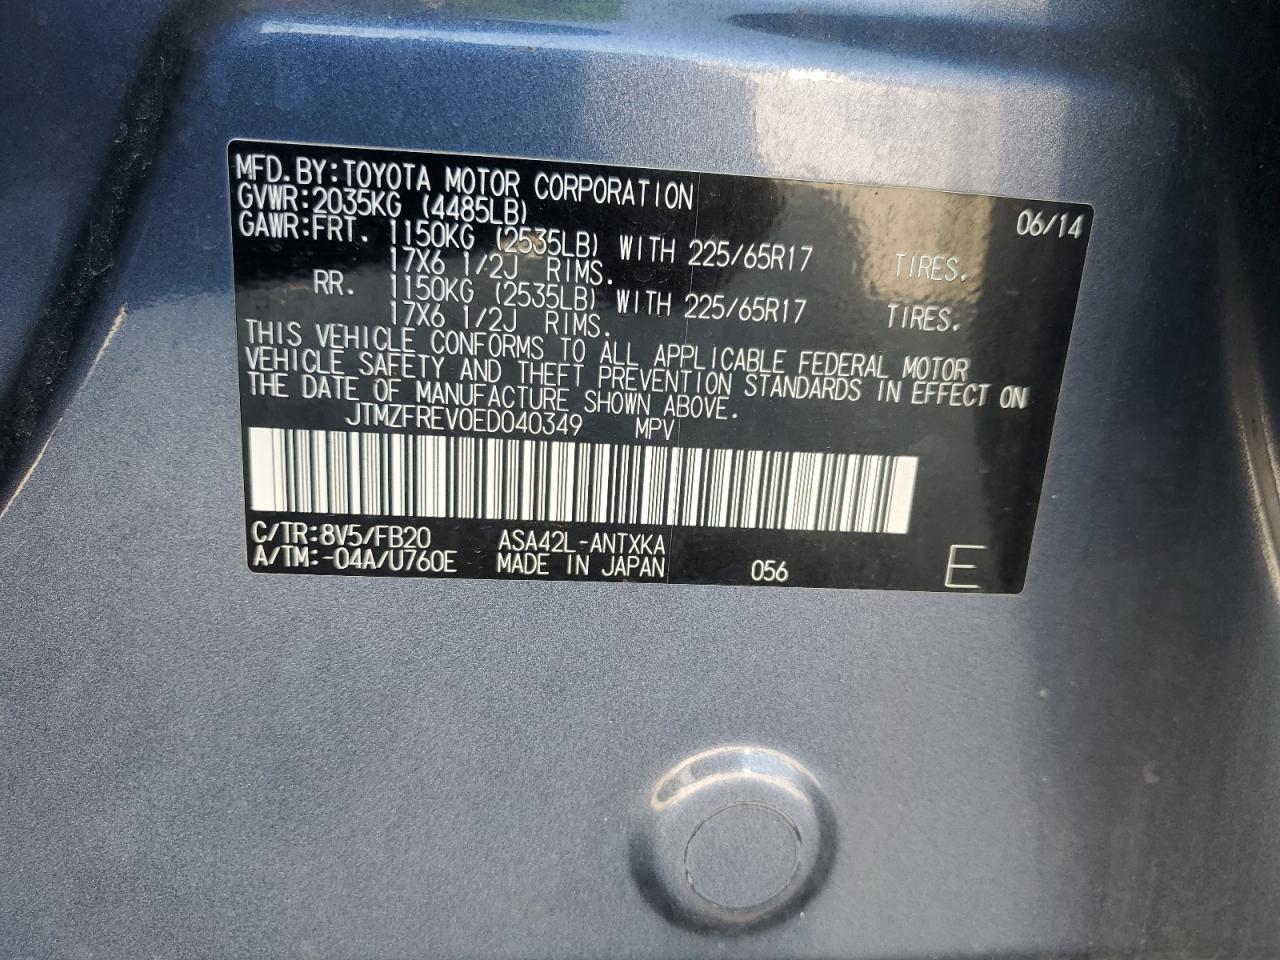 MFD. BY: TOYOTA MOTOR CORPORATION 06/14
GVWR: 2035KG (4485LB)
GAWR: FRT. 1150KG (2535LB) WITH 225/65R17 TIRES.
17X6 1/2J RIMS.
RR. 1150KG (2535LB) WITH 225/65R17 TIRES.
17X6 1/2J RIMS.
THIS VEHICLE CONFORMS TO ALL APPLICABLE FEDERAL MOTOR
VEHICLE SAFETY AND THEFT PREVENTION STANDARDS IN EFFECT ON
THE DATE OF MANUFACTURE SHOWN ABOVE.
JTMZFREV0ED040349 MPV
C/TR: 8V5/FB20 ASA42L-ANTXKA
A/TM: -04A/U760E MADE IN JAPAN 056 E